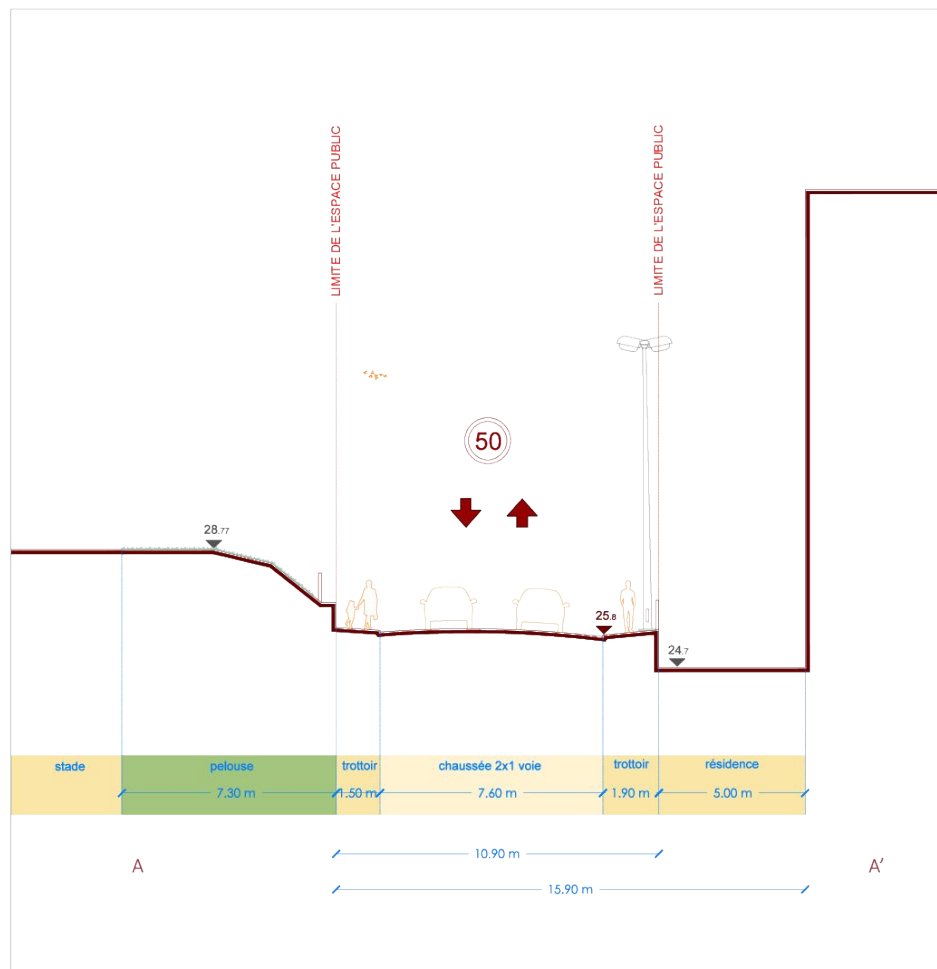 LIMITE DE L'ESPACE PUBLIC
LIMITE DE L'ESPACE PUBLIC
50
28.77
25.8
24.7
stade
pelouse
trottoir
chaussée 2x1 voie
trottoir
résidence
7.30 m
1.50 m
7.60 m
1.90 m
5.00 m
10.90 m
A
A'
15.90 m